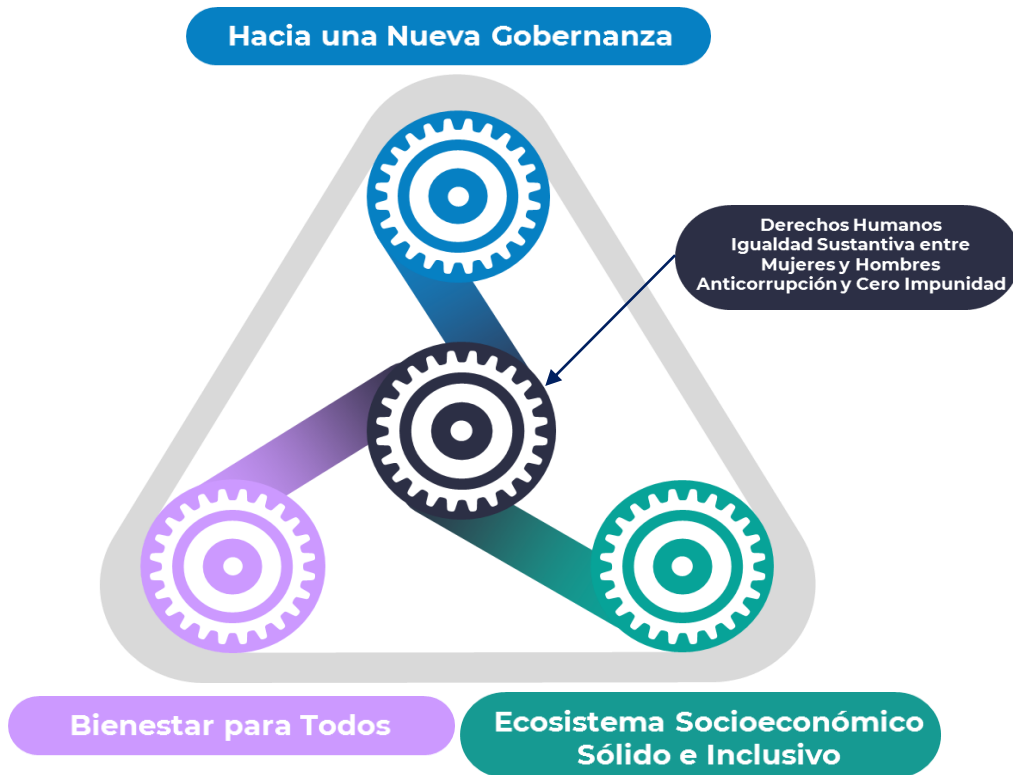 Hacia una Nueva Gobernanza
Derechos Humanos
Igualdad Sustantiva entre
Mujeres y Hombres
Anticorrupción y Cero Impunidad
Bienestar para Todos
Ecosistema Socioeconómico
Sólido e Inclusivo